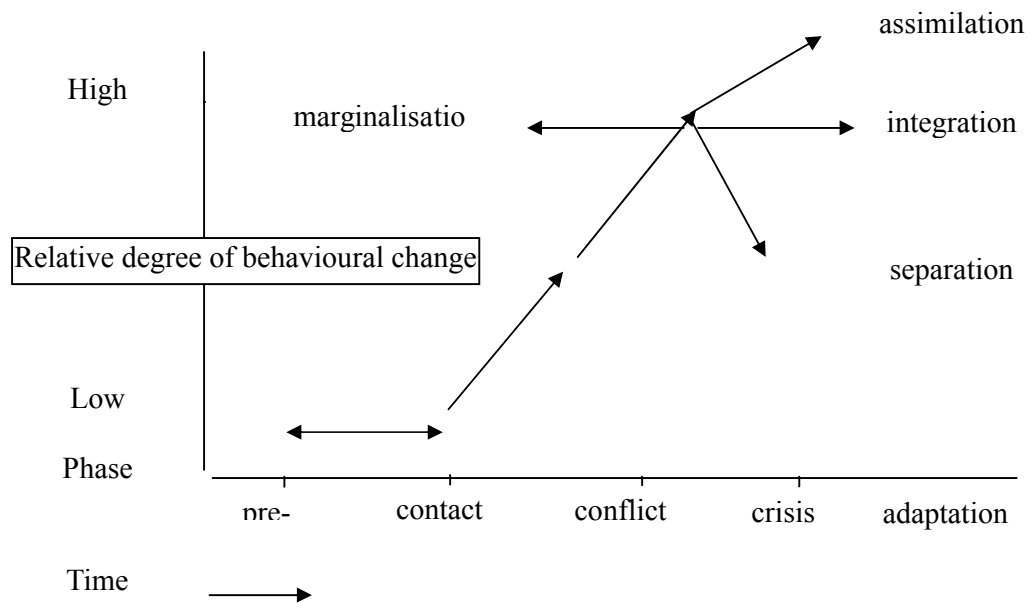 assimilation
High
marginalisatio
integration
Relative degree of behavioural change
separation
Low
Phase
pre-
contact
conflict
crisis
adaptation
Time